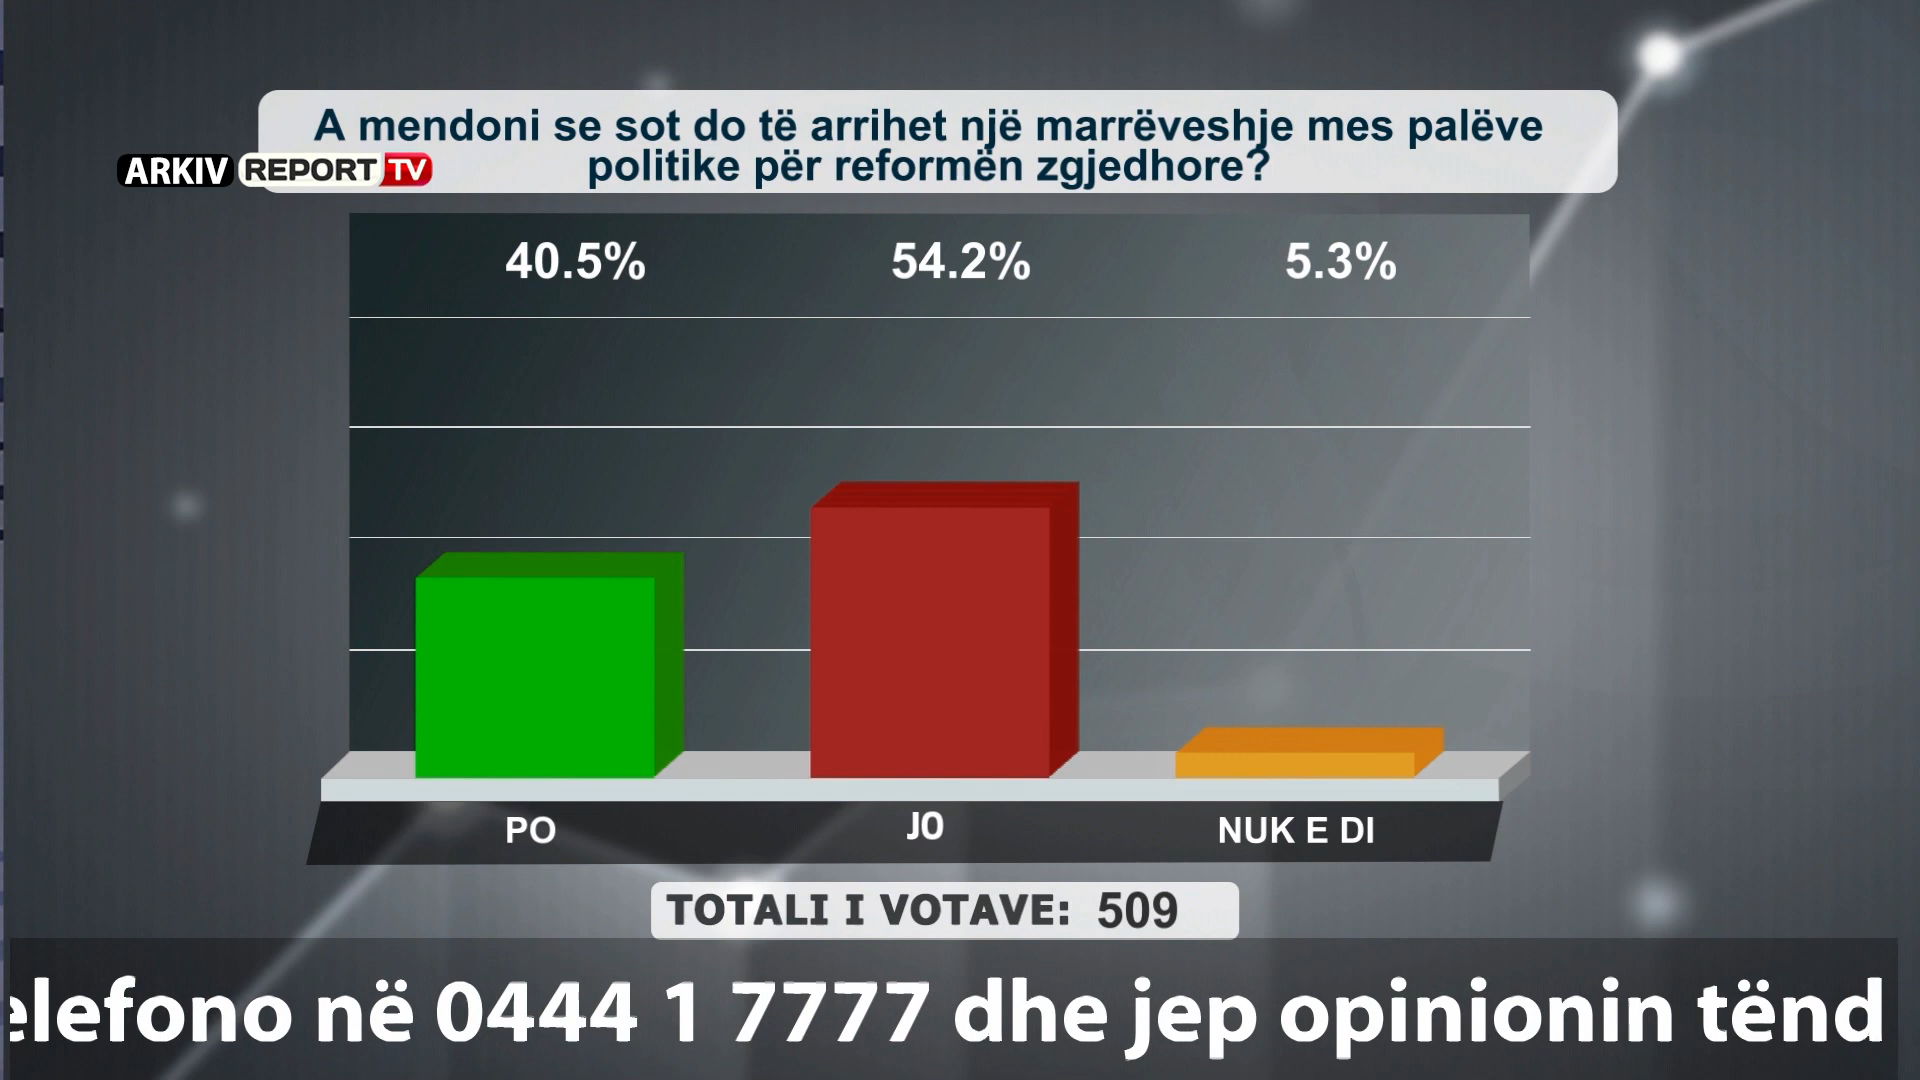 A mendoni se sot do të arrihet një marrëveshje mes palëve
politike për reformën zgjedhore?
ARKIV REPORT TV
40.5% 54.2% 5.3%
PO JO NUK E DI
TOTALI I VOTAVE: 509
elefono në 0444 1 7777 dhe jep opinionin tënd